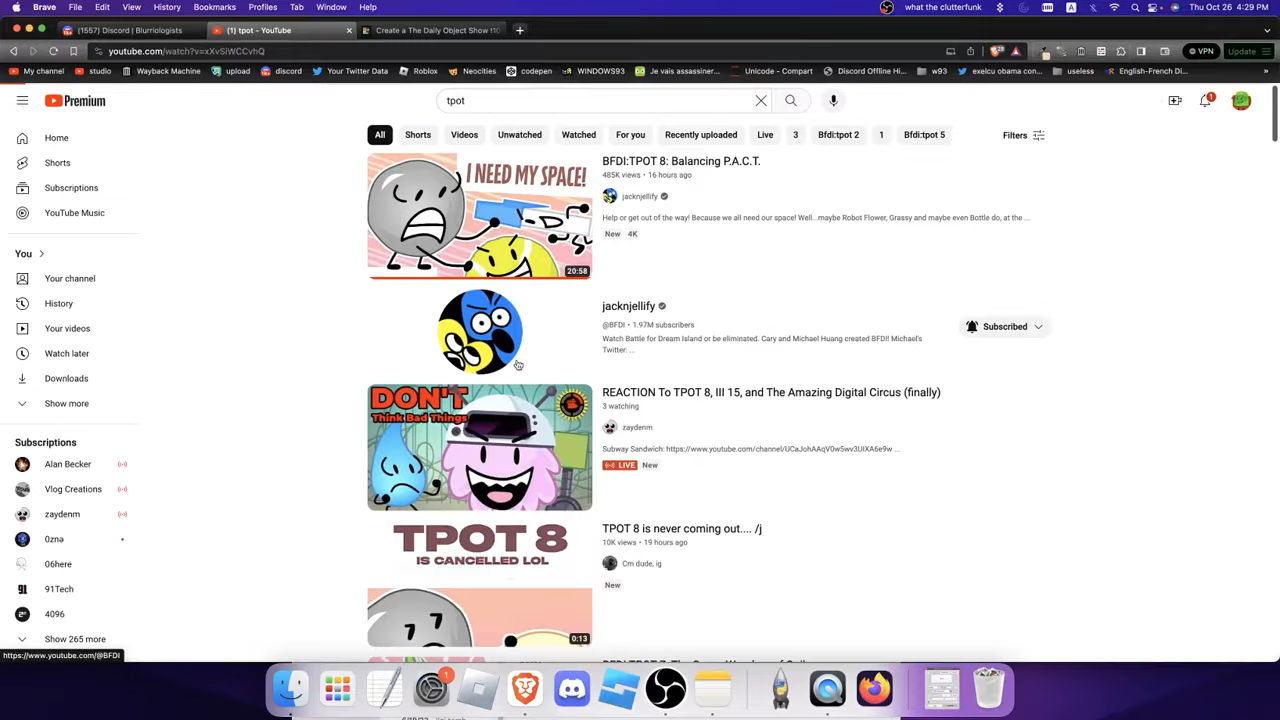 Brave File Edit View History Bookmarks Profiles Tab Window Help what the clutterfunk A Thu Oct 26 4:29 PM
(1557) Discord | Blurriologists (1) tpot - YouTube Create a The Daily Object Show !10
youtube.com/watch?v=xXvSiWCCvhQ VPN Update
My channel studio Wayback Machine upload discord Your Twitter Data Roblox Neocities codepen WINDOWS93 Je vais assassiner... Unicode - Compart Discord Offline Hi... w93 exelcu obama con... useless English-French Di... »
Premium tpot 1
All Shorts Videos Unwatched Watched For you Recently uploaded Live 3 Bfdi:tpot 2 1 Bfdi:tpot 5 Filters
Home
Shorts
Subscriptions
YouTube Music
You
Your channel
History
Your videos
Watch later
Downloads
Show more
Subscriptions
Alan Becker
Vlog Creations
zaydenm
0znə
06here
91 91Tech
4096
Show 265 more
https://www.youtube.com/@BFDI
I NEED MY SPACE!
20:58
BFDI:TPOT 8: Balancing P.A.C.T.
485K views • 16 hours ago
jacknjellify
Help or get out of the way! Because we all need our space! Well...maybe Robot Flower, Grassy and maybe even Bottle do, at the ...
New 4K
jacknjellify
@BFDI • 1.97M subscribers
Watch Battle for Dream Island or be eliminated. Cary and Michael Huang created BFDI! Michael's
Twitter: ...
Subscribed
DON'T
Think Bad Things
REACTION To TPOT 8, III 15, and The Amazing Digital Circus (finally)
3 watching
zaydenm
Subway Sandwich: https://www.youtube.com/channel/UCaJohAAqV0w5wv3UIXA6e9w ...
LIVE New
TPOT 8
IS CANCELLED LOL
0:13
TPOT 8 is never coming out.... /j
10K views • 19 hours ago
Cm dude, ig
New
1